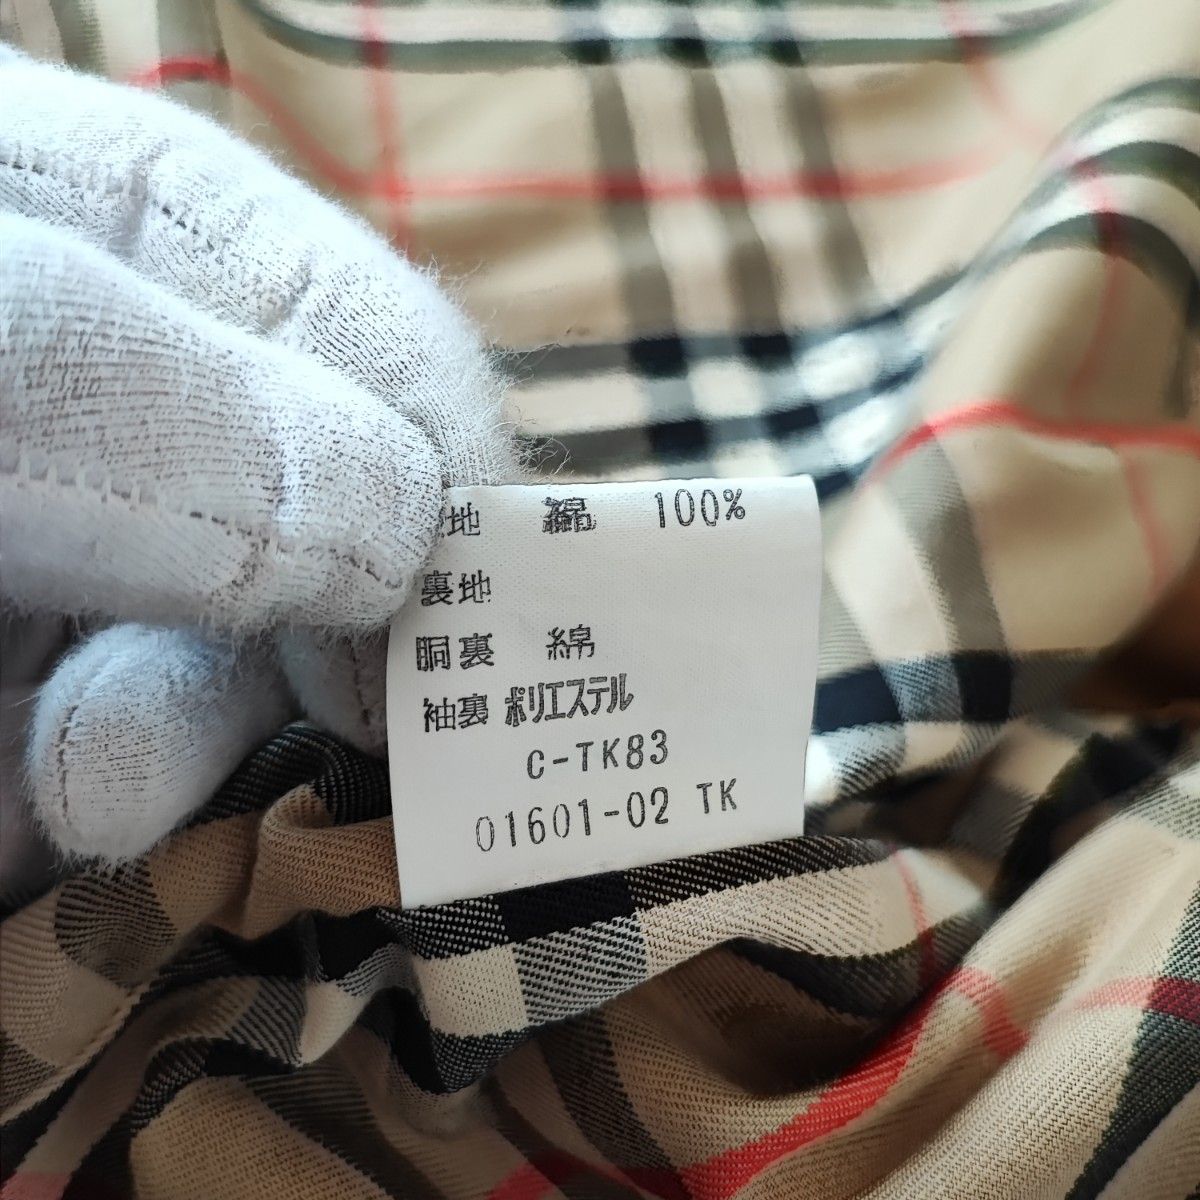 地 綿 100%
裏地
胴裏 綿
袖裏 ポリエステル
C-TK83
01601-02 TK